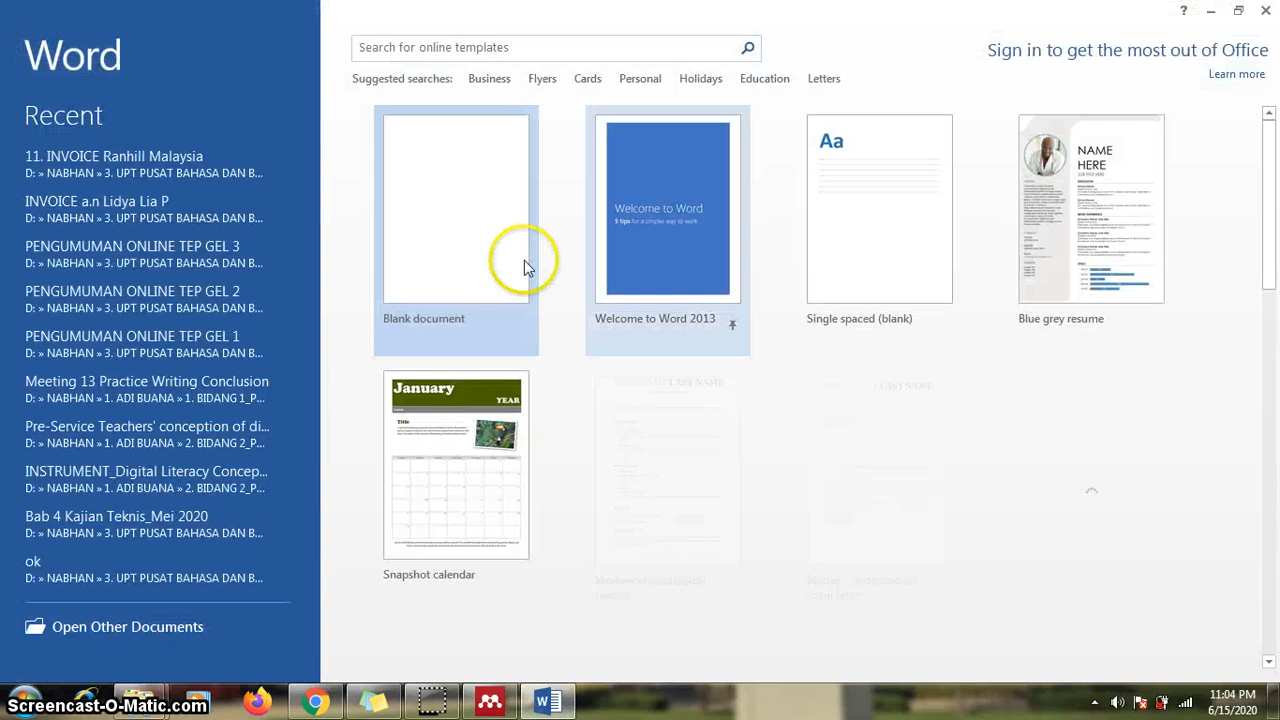 Word
Recent
11. INVOICE Ranhill Malaysia
D: » NABHAN » 3. UPT PUSAT BAHASA DAN B...
INVOICE a.n Lidya Lia P
D: » NABHAN » 3. UPT PUSAT BAHASA DAN B...
PENGUMUMAN ONLINE TEP GEL 3
D: » NABHAN » 3. UPT PUSAT BAHASA DAN B...
PENGUMUMAN ONLINE TEP GEL 2
D: » NABHAN » 3. UPT PUSAT BAHASA DAN B...
PENGUMUMAN ONLINE TEP GEL 1
D: » NABHAN » 3. UPT PUSAT BAHASA DAN B...
Meeting 13 Practice Writing Conclusion
D: » NABHAN » 1. ADI BUANA » 1. BIDANG 1_P...
Pre-Service Teachers' conception of di...
D: » NABHAN » 1. ADI BUANA » 2. BIDANG 2_P...
INSTRUMENT_Digital Literacy Concep...
D: » NABHAN » 1. ADI BUANA » 2. BIDANG 2_P...
Bab 4 Kajian Teknis_Mei 2020
D: » NABHAN » 3. UPT PUSAT BAHASA DAN B...
ok
D: » NABHAN » 3. UPT PUSAT BAHASA DAN B...
Open Other Documents
Search for online templates
Sign in to get the most out of Office
Learn more
Suggested searches: Business Flyers Cards Personal Holidays Education Letters
Welcome to Word
Aa
NAME
HERE
Blank document
Welcome to Word 2013
Single spaced (blank)
Blue grey resume
January
YEAR
Title
Snapshot calendar
Screencast-O-Matic.com
11:04 PM
6/15/2020